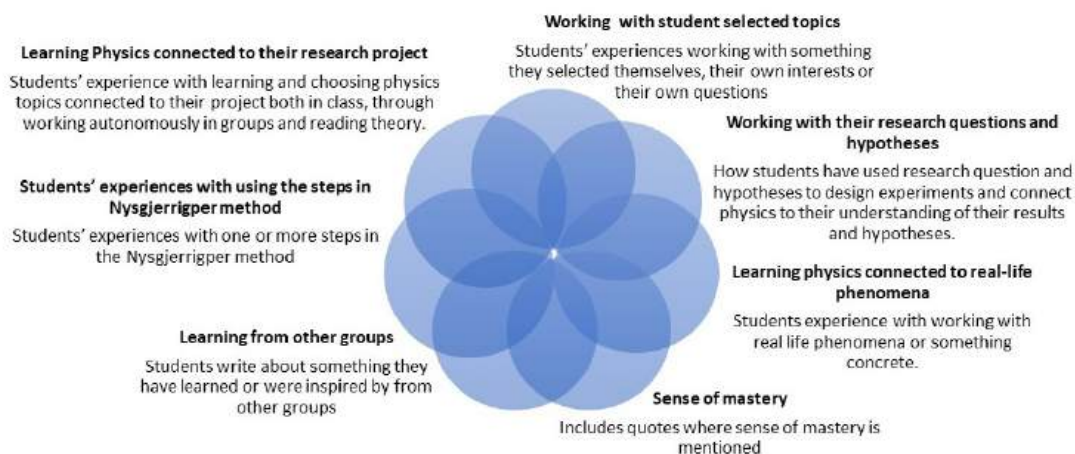 Working with student selected topics
Students' experiences working with something
they selected themselves, their own interests or
their own questions
Working with their research questions and
hypotheses
How students have used research question and
hypotheses to design experiments and connect
physics to their understanding of their results
and hypotheses.
Learning physics connected to real-life
phenomena
Students experience with working with
real life phenomena or something
concrete.
Sense of mastery
Includes quotes where sense of mastery is
mentioned
Learning from other groups
Students write about something they
have learned or were inspired by from
other groups
Students' experiences with using the steps in
Nysgjerrigper method
Students' experiences with one or more steps in
the Nysgjerrigper method
Learning Physics connected to their research project
Students' experience with learning and choosing physics
topics connected to their project both in class, through
working autonomously in groups and reading theory.